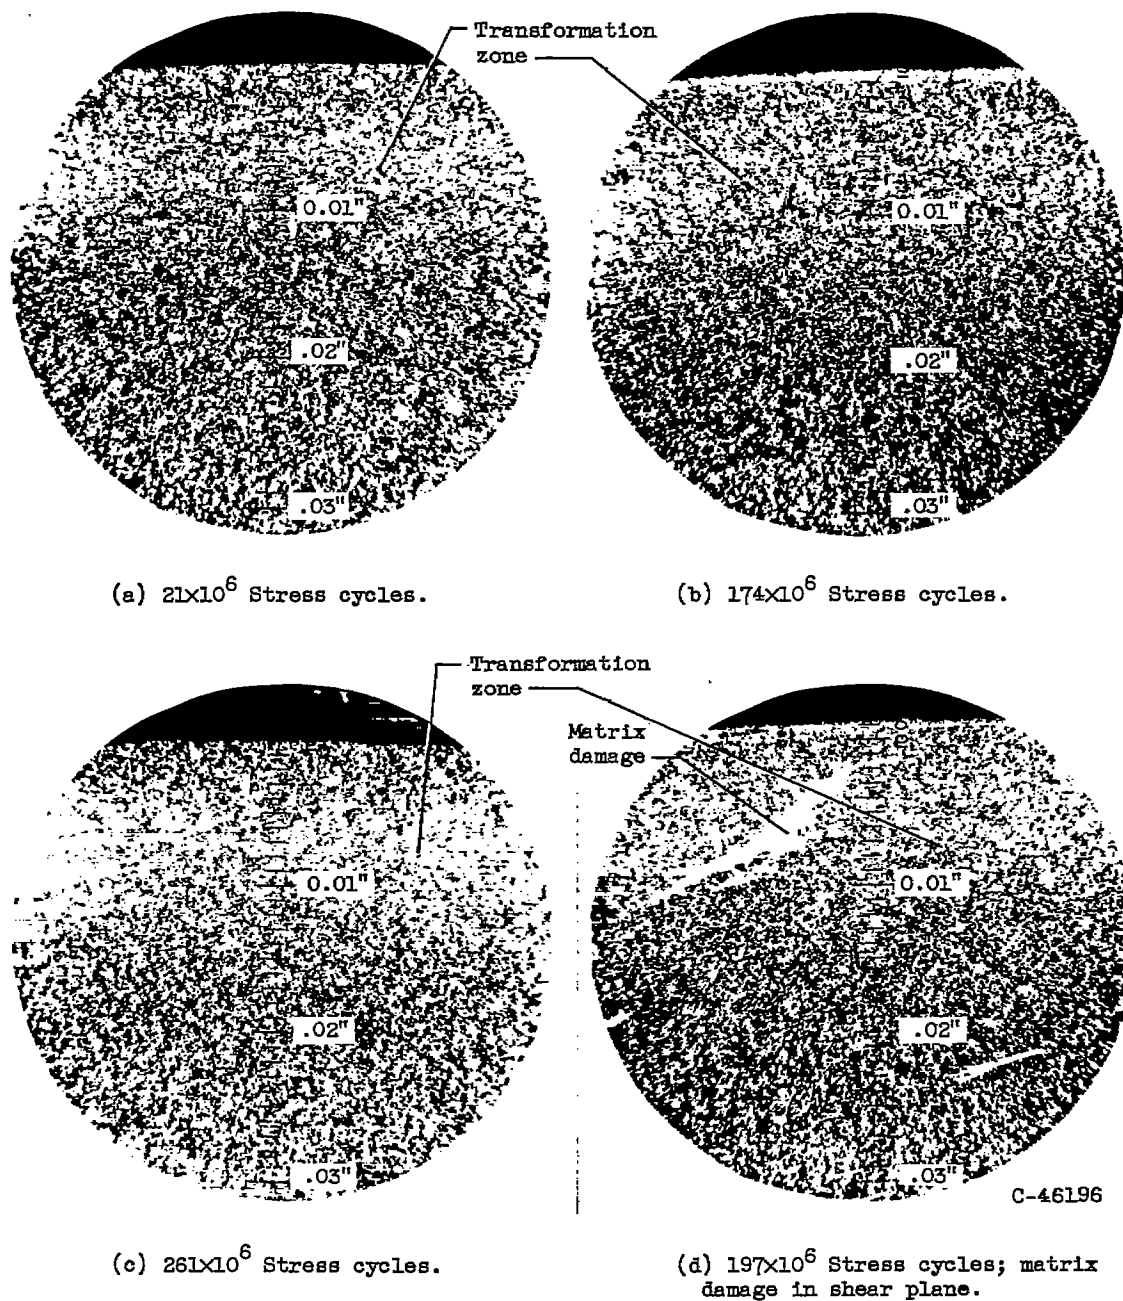 Transformation
zone
0.01"
0.01"
.02"
.02"
.03"
.03"
(a) 21×10⁶ Stress cycles.
(b) 174×10⁶ Stress cycles.
Transformation
zone
Matrix
damage
0.01"
0.01"
.02"
.02"
.03"
.03"
C-46196
(c) 261×10⁶ Stress cycles.
(d) 197×10⁶ Stress cycles; matrix
damage in shear plane.